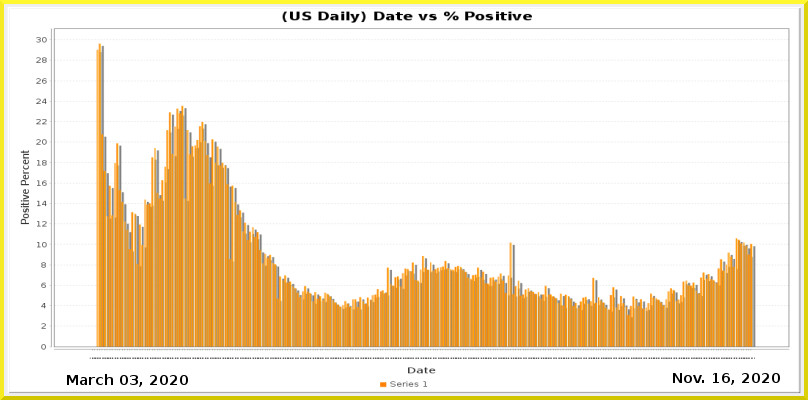 (US Daily) Date vs % Positive
30
28
26
24
22
20
18
16
14
12
10
8
6
4
2
0
Positive Percent
Date
March 03, 2020
Nov. 16, 2020
Series 1